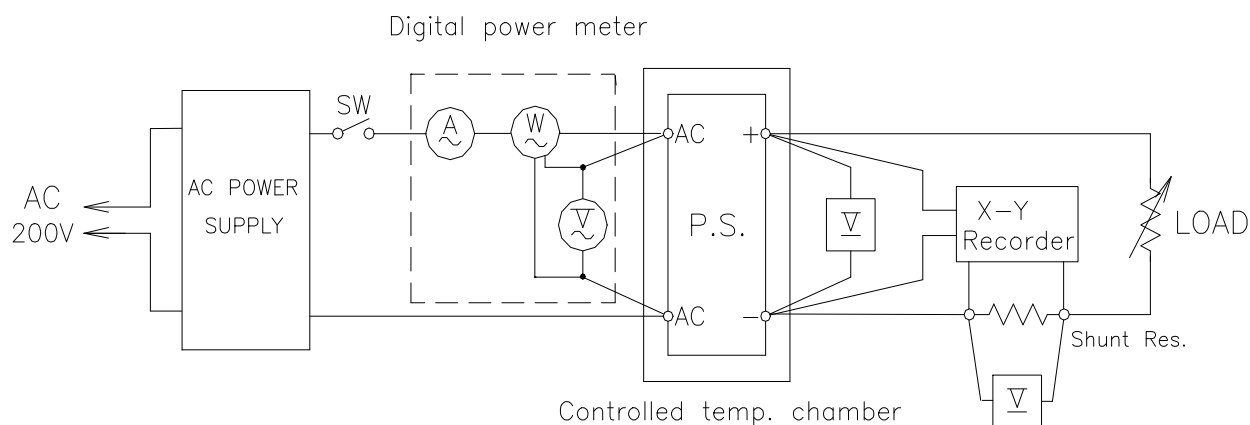 Digital power meter
SW
A
W
AC
200V
AC POWER
SUPPLY
V
AC
+
P.S.
AC
−
V
X-Y
Recorder
LOAD
Shunt Res.
V
Controlled temp. chamber